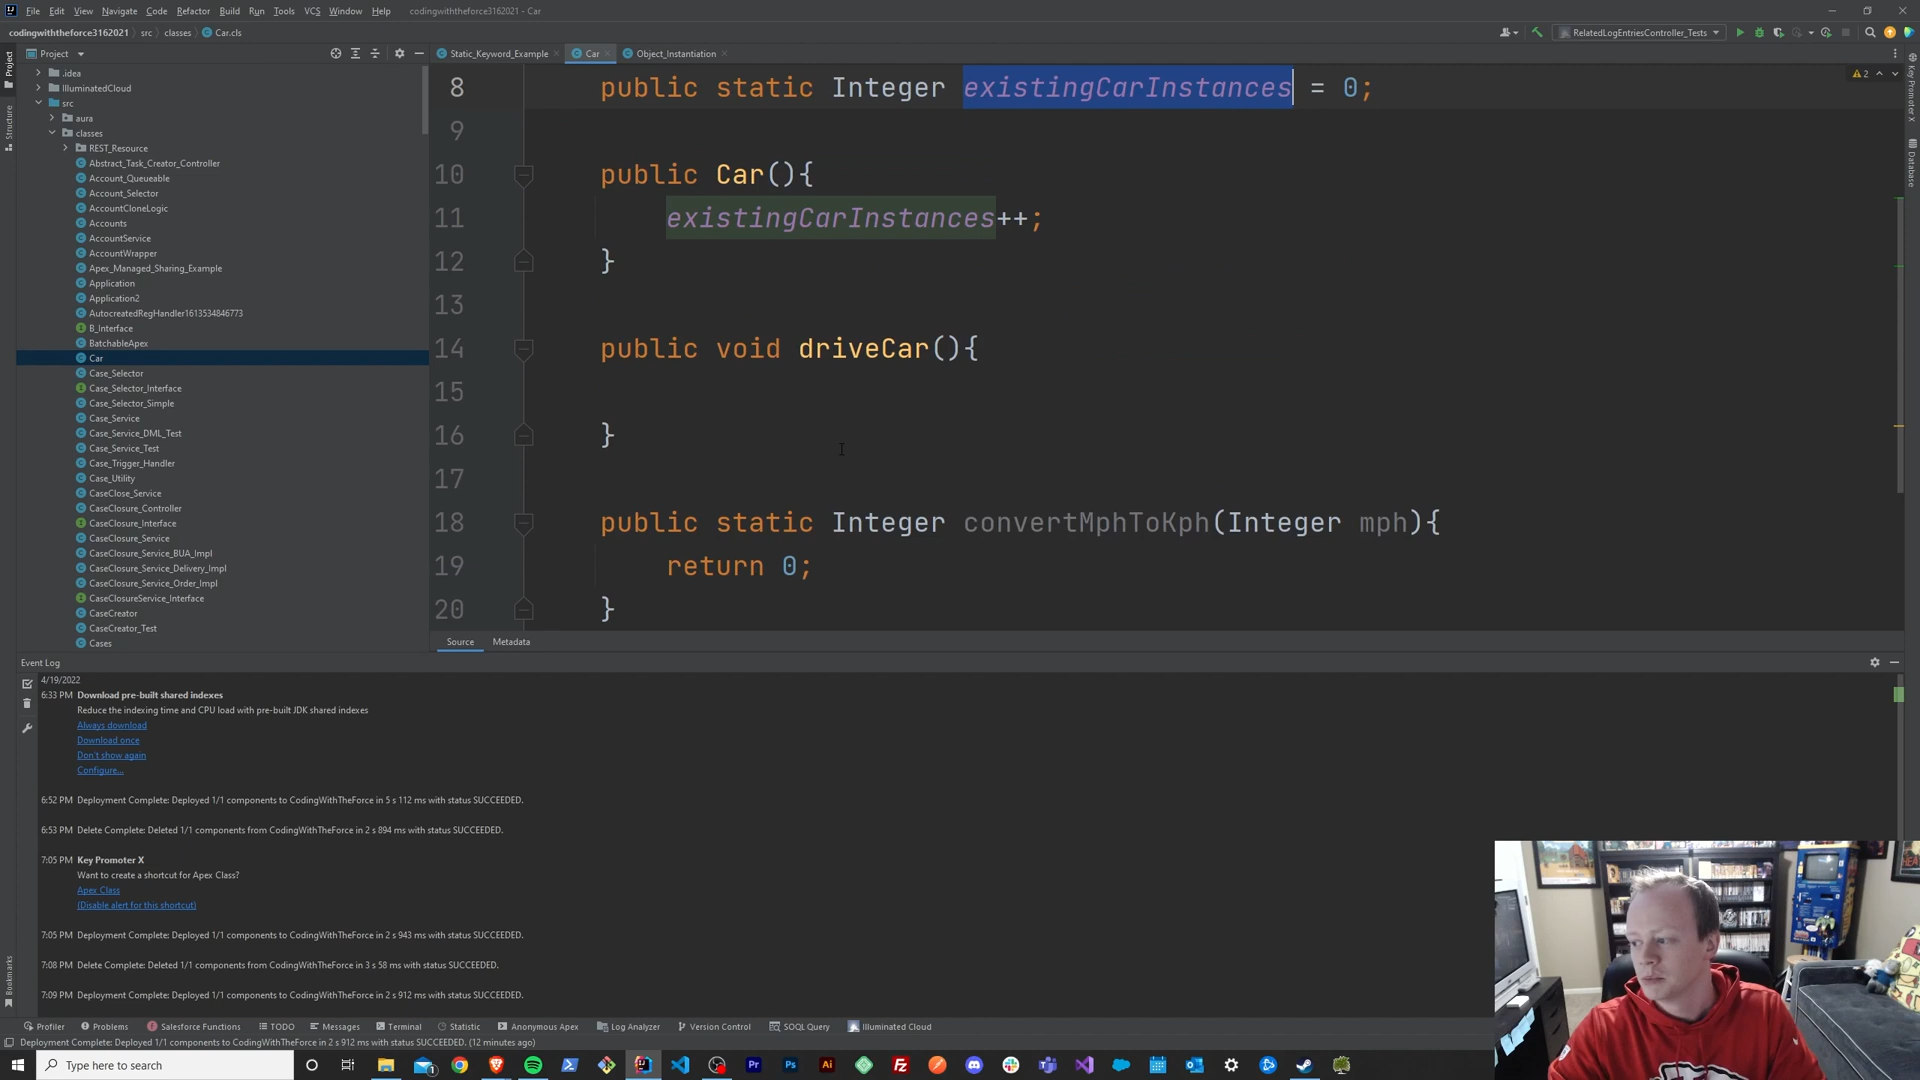 File Edit View Navigate Code Refactor Build Run Tools VCS Window Help codingwiththeforce3162021 - Car
codingwiththeforce3162021 src classes Car.cls
RelatedLogEntriesController_Tests
Project
Static_Keyword_Example Car Object_Instantiation
.idea
IlluminatedCloud
src
aura
classes
REST_Resource
Abstract_Task_Creator_Controller
Account_Queueable
Account_Selector
AccountCloneLogic
Accounts
AccountService
AccountWrapper
Apex_Managed_Sharing_Example
Application
Application2
AutocreatedRegHandler1613534846773
B_Interface
BatchableApex
Car
Case_Selector
Case_Selector_Interface
Case_Selector_Simple
Case_Service
Case_Service_DML_Test
Case_Service_Test
Case_Trigger_Handler
Case_Utility
CaseClose_Service
CaseClosure_Controller
CaseClosure_Interface
CaseClosure_Service
CaseClosure_Service_BUA_Impl
CaseClosure_Service_Delivery_Impl
CaseClosure_Service_Order_Impl
CaseClosureService_Interface
CaseCreator
CaseCreator_Test
Cases
8 public static Integer existingCarInstances = 0;
9
10 public Car(){
11 existingCarInstances++;
12 }
13
14 public void driveCar(){
15
16 }
17
18 public static Integer convertMphToKph(Integer mph){
19 return 0;
20 }
2
Project
Structure
Bookmarks
Key Promoter X
Database
Source Metadata
Event Log
4/19/2022
6:33 PM Download pre-built shared indexes
Reduce the indexing time and CPU load with pre-built JDK shared indexes
Always download
Download once
Don't show again
Configure...
6:52 PM Deployment Complete: Deployed 1/1 components to CodingWithTheForce in 5 s 112 ms with status SUCCEEDED.
6:53 PM Delete Complete: Deleted 1/1 components from CodingWithTheForce in 2 s 894 ms with status SUCCEEDED.
7:05 PM Key Promoter X
Want to create a shortcut for Apex Class?
Apex Class
(Disable alert for this shortcut)
7:05 PM Deployment Complete: Deployed 1/1 components to CodingWithTheForce in 2 s 943 ms with status SUCCEEDED.
7:08 PM Delete Complete: Deleted 1/1 components from CodingWithTheForce in 3 s 58 ms with status SUCCEEDED.
7:09 PM Deployment Complete: Deployed 1/1 components to CodingWithTheForce in 2 s 912 ms with status SUCCEEDED.
Profiler Problems Salesforce Functions TODO Messages Terminal Statistic Anonymous Apex Log Analyzer Version Control SOQL Query Illuminated Cloud
Deployment Complete: Deployed 1/1 components to CodingWithTheForce in 2 s 912 ms with status SUCCEEDED. (12 minutes ago)
Type here to search